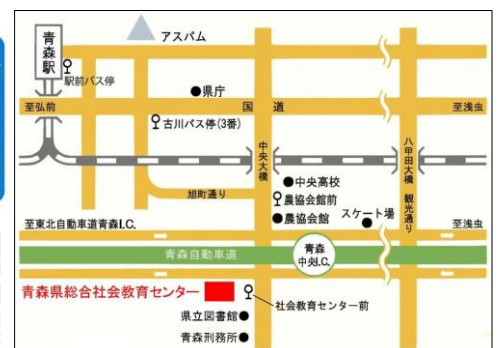 青森駅
アスパム
駅前バス停
県庁
至弘前
国道
至浅虫
古川バス停(3番)
中央大橋
八甲田大橋
観光通り
旭町通り
中央高校
農協会館前
農協会館
スケート場
至東北自動車道青森I.C.
至浅虫
青森自動車道
青森中央I.C.
青森県総合社会教育センター
社会教育センター前
県立図書館
青森刑務所